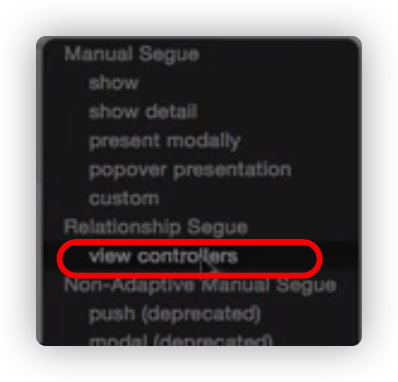 Manual Segue
show
show detail
present modally
popover presentation
custom
Relationship Segue
view controllers
Non-Adaptive Manual Segue
push (deprecated)
modal (deprecated)